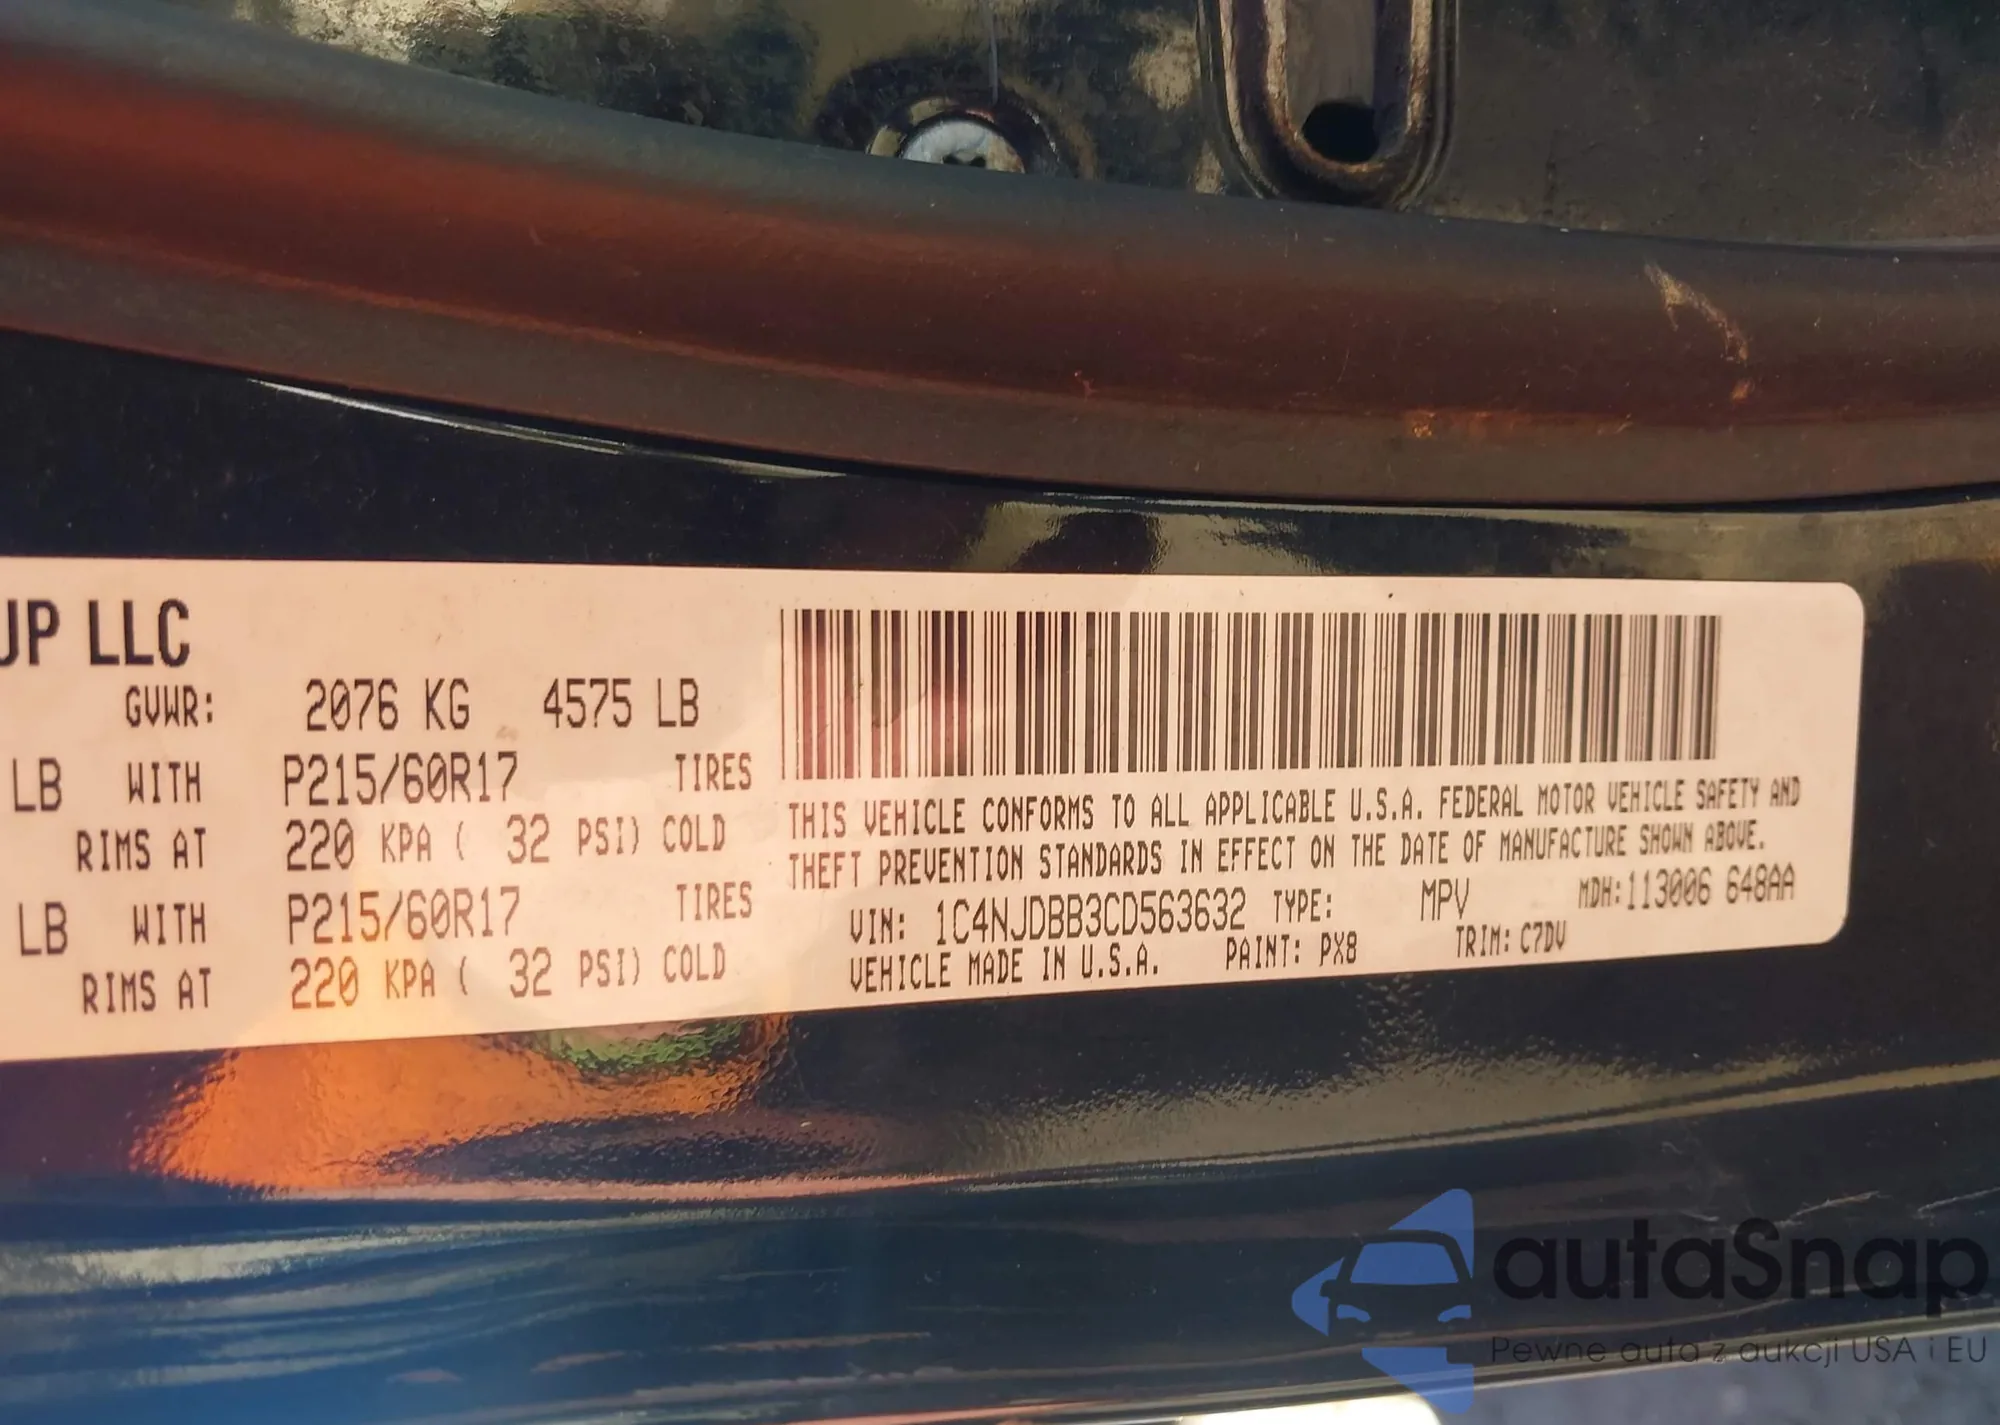 UP LLC
GVWR: 2076 KG 4575 LB
LB WITH P215/60R17 TIRES
RIMS AT 220 KPA ( 32 PSI) COLD
LB WITH P215/60R17 TIRES
RIMS AT 220 KPA ( 32 PSI) COLD
THIS VEHICLE CONFORMS TO ALL APPLICABLE U.S.A. FEDERAL MOTOR VEHICLE SAFETY AND
THEFT PREVENTION STANDARDS IN EFFECT ON THE DATE OF MANUFACTURE SHOWN ABOVE.
VIN: 1C4NJDBB3CD563632 TYPE: MPV MDH:113006 648AA
VEHICLE MADE IN U.S.A. PAINT: PX8 TRIM: C7DV
autaSnap
Pewne auta z aukcji USA i EU